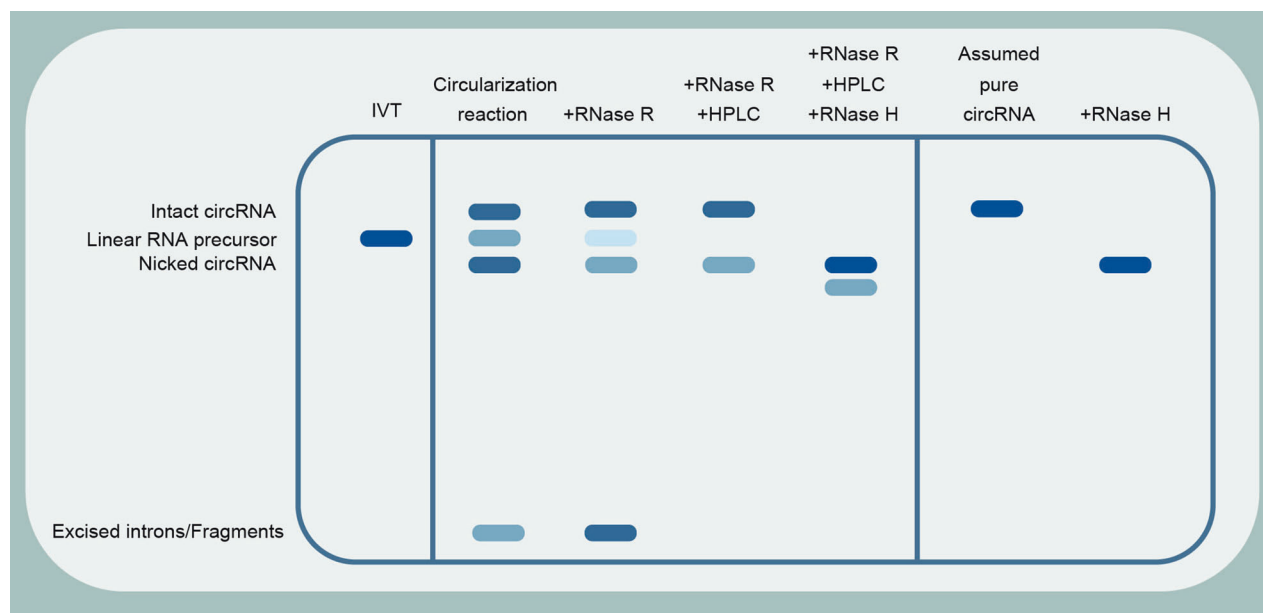 IVT
Circularization
reaction
+RNase R
+RNase R
+HPLC
+RNase R
+HPLC
+RNase H
Assumed
pure
circRNA
+RNase H
Intact circRNA
Linear RNA precursor
Nicked circRNA
Excised introns/Fragments